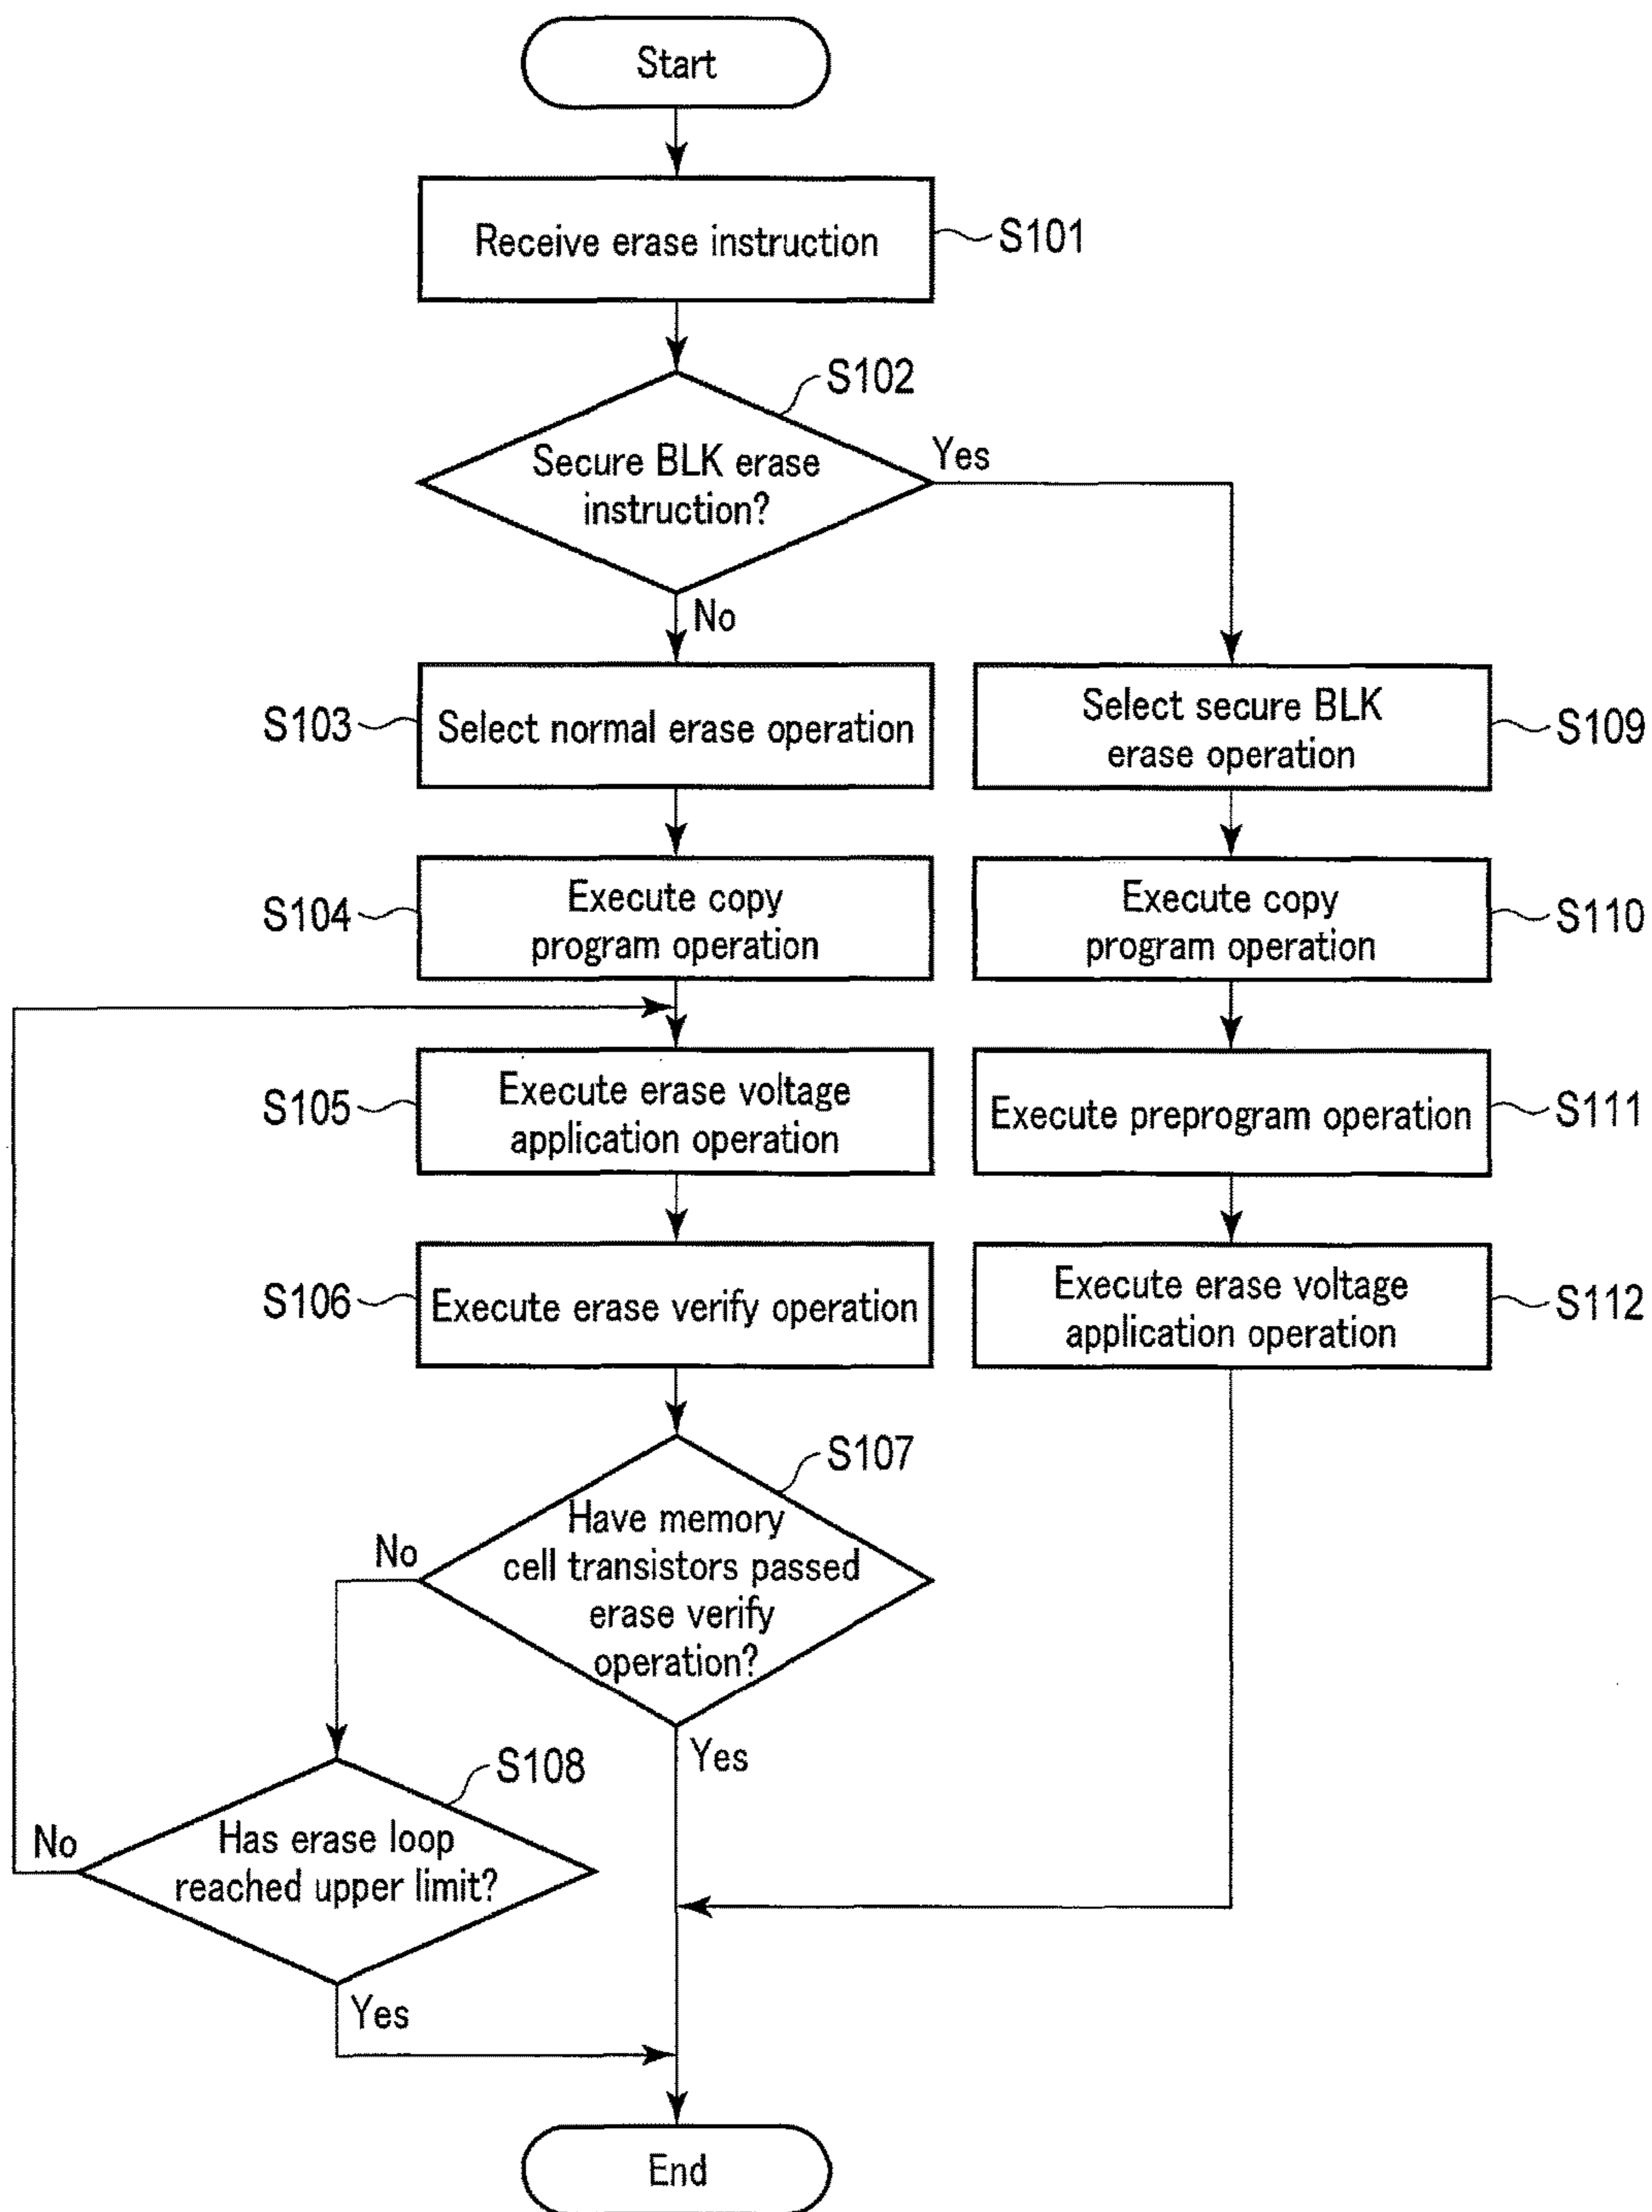 Start
Receive erase instruction
S101
S102
Secure BLK erase
instruction?
Yes
No
S103
Select normal erase operation
Select secure BLK
erase operation
S109
S104
Execute copy
program operation
Execute copy
program operation
S110
S105
Execute erase voltage
application operation
Execute preprogram operation
S111
S106
Execute erase verify operation
Execute erase voltage
application operation
S112
S107
Have memory
cell transistors passed
erase verify
operation?
No
Yes
S108
Has erase loop
reached upper limit?
No
Yes
End